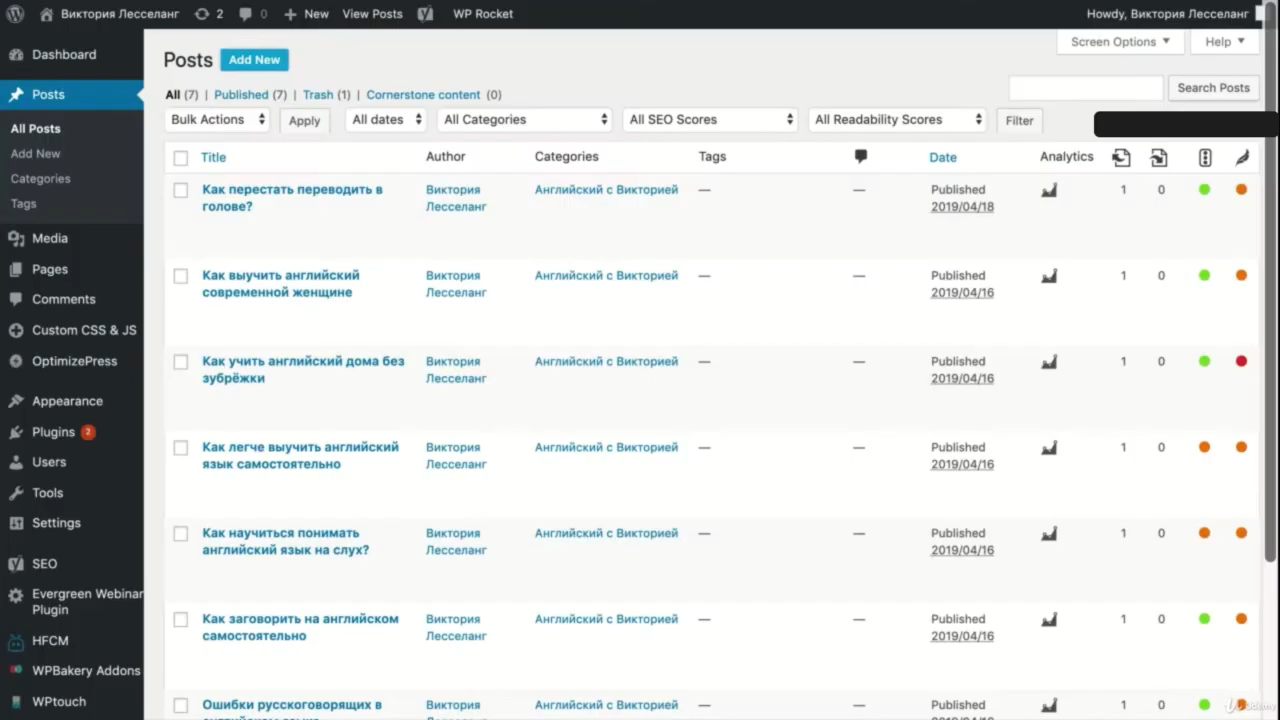 Виктория Лесселанг 2 0 New View Posts WP Rocket Howdy, Виктория Лесселанг
Dashboard
Posts
All Posts
Add New
Categories
Tags
Media
Pages
Comments
Custom CSS & JS
OptimizePress
Appearance
Plugins 2
Users
Tools
Settings
SEO
Evergreen Webinar
Plugin
HFCM
WPBakery Addons
WPtouch
Screen Options Help
Posts Add New
All (7) | Published (7) | Trash (1) | Cornerstone content (0)
Search Posts
Bulk Actions Apply All dates All Categories All SEO Scores All Readability Scores Filter
Title Author Categories Tags Date Analytics
Как перестать переводить в Виктория Английский с Викторией — — Published 1 0
голове? Лесселанг 2019/04/18
Как выучить английский Виктория Английский с Викторией — — Published 1 0
современной женщине Лесселанг 2019/04/16
Как учить английский дома без Виктория Английский с Викторией — — Published 1 0
зубрёжки Лесселанг 2019/04/16
Как легче выучить английский Виктория Английский с Викторией — — Published 1 0
язык самостоятельно Лесселанг 2019/04/16
Как научиться понимать Виктория Английский с Викторией — — Published 1 0
английский язык на слух? Лесселанг 2019/04/16
Как заговорить на английском Виктория Английский с Викторией — — Published 1 0
самостоятельно Лесселанг 2019/04/16
Ошибки русскоговорящих в Виктория Английский с Викторией — — Published 1 0
Udemy